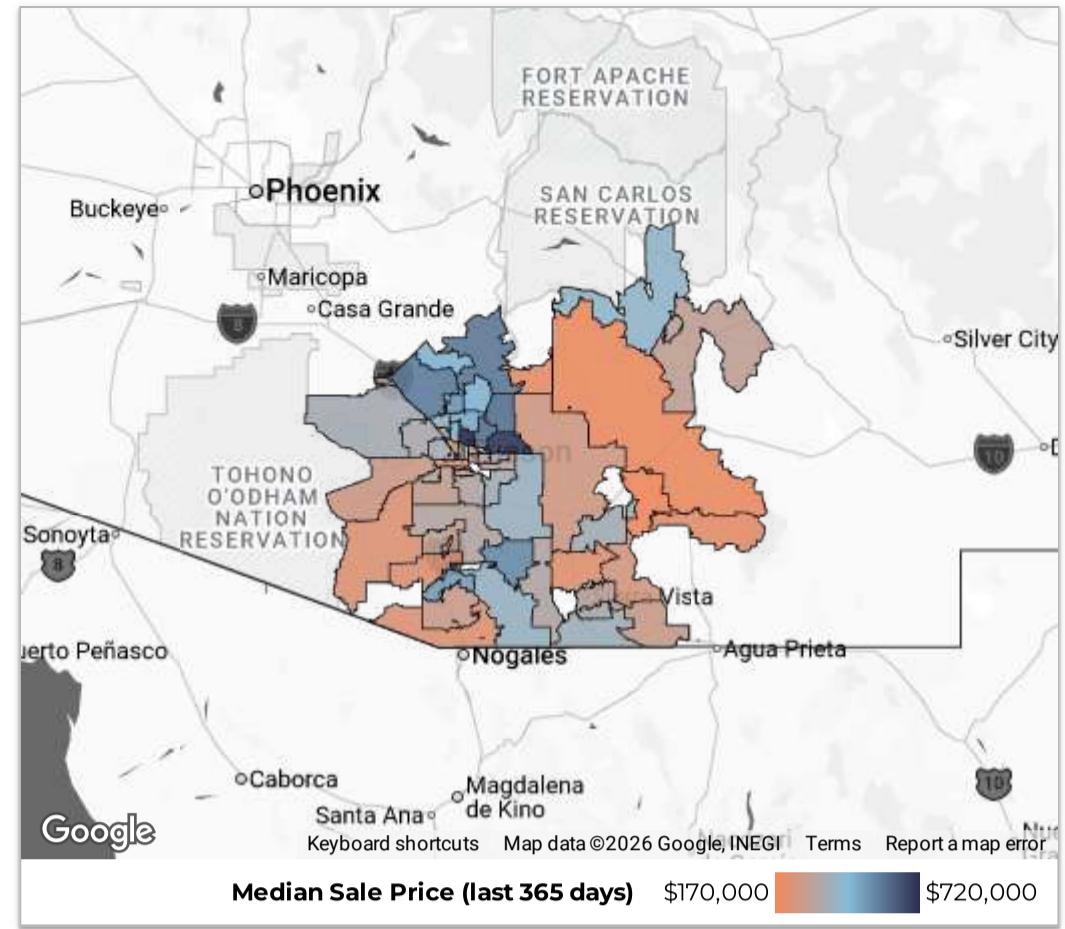 FORT APACHE
RESERVATION
Phoenix
SAN CARLOS
RESERVATION
Buckeye
Maricopa
Casa Grande
8
Silver City
10
TOHONO
O'ODHAM
NATION
RESERVATION
Sonoyta
8
Vista
uerto Peñasco
Nogales
Agua Prieta
Caborca
Magdalena
de Kino
Santa Ana
10
Google
Keyboard shortcuts Map data ©2026 Google, INEGI Terms Report a map error
Median Sale Price (last 365 days) $170,000 $720,000